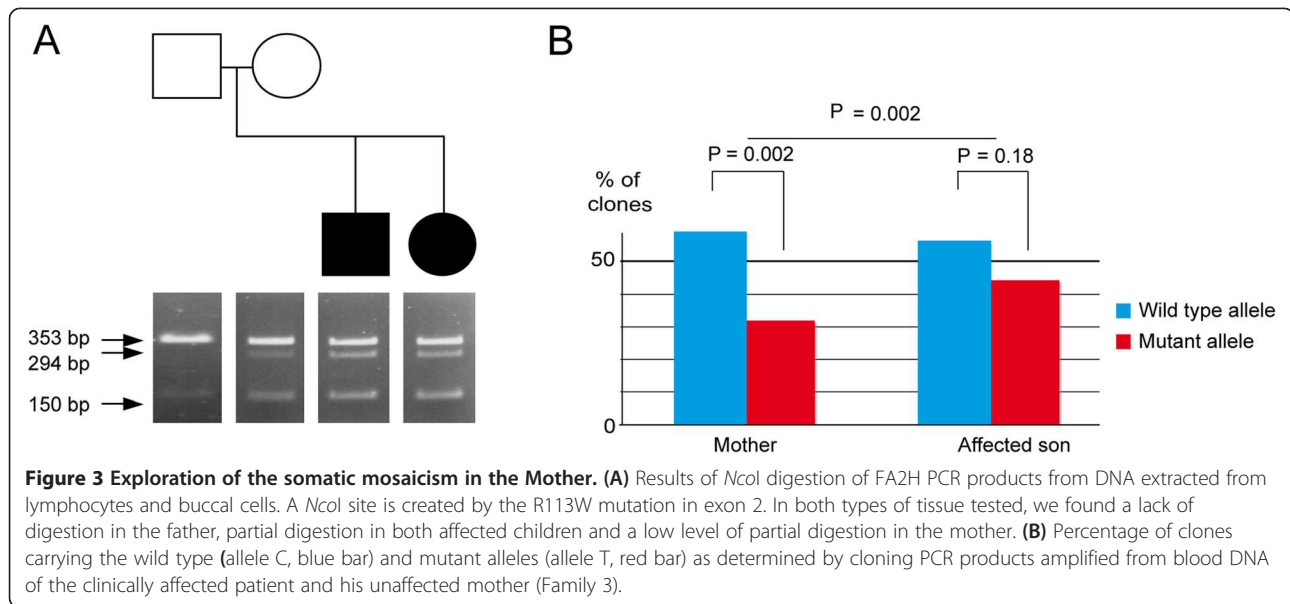 A
353 bp
294 bp
150 bp
B
P = 0.002
P = 0.002
P = 0.18
% of
clones
50
0
Mother
Affected son
Wild type allele
Mutant allele
Figure 3 Exploration of the somatic mosaicism in the Mother. (A) Results of NcoI digestion of FA2H PCR products from DNA extracted from
lymphocytes and buccal cells. A NcoI site is created by the R113W mutation in exon 2. In both types of tissue tested, we found a lack of
digestion in the father, partial digestion in both affected children and a low level of partial digestion in the mother. (B) Percentage of clones
carrying the wild type (allele C, blue bar) and mutant alleles (allele T, red bar) as determined by cloning PCR products amplified from blood DNA
of the clinically affected patient and his unaffected mother (Family 3).